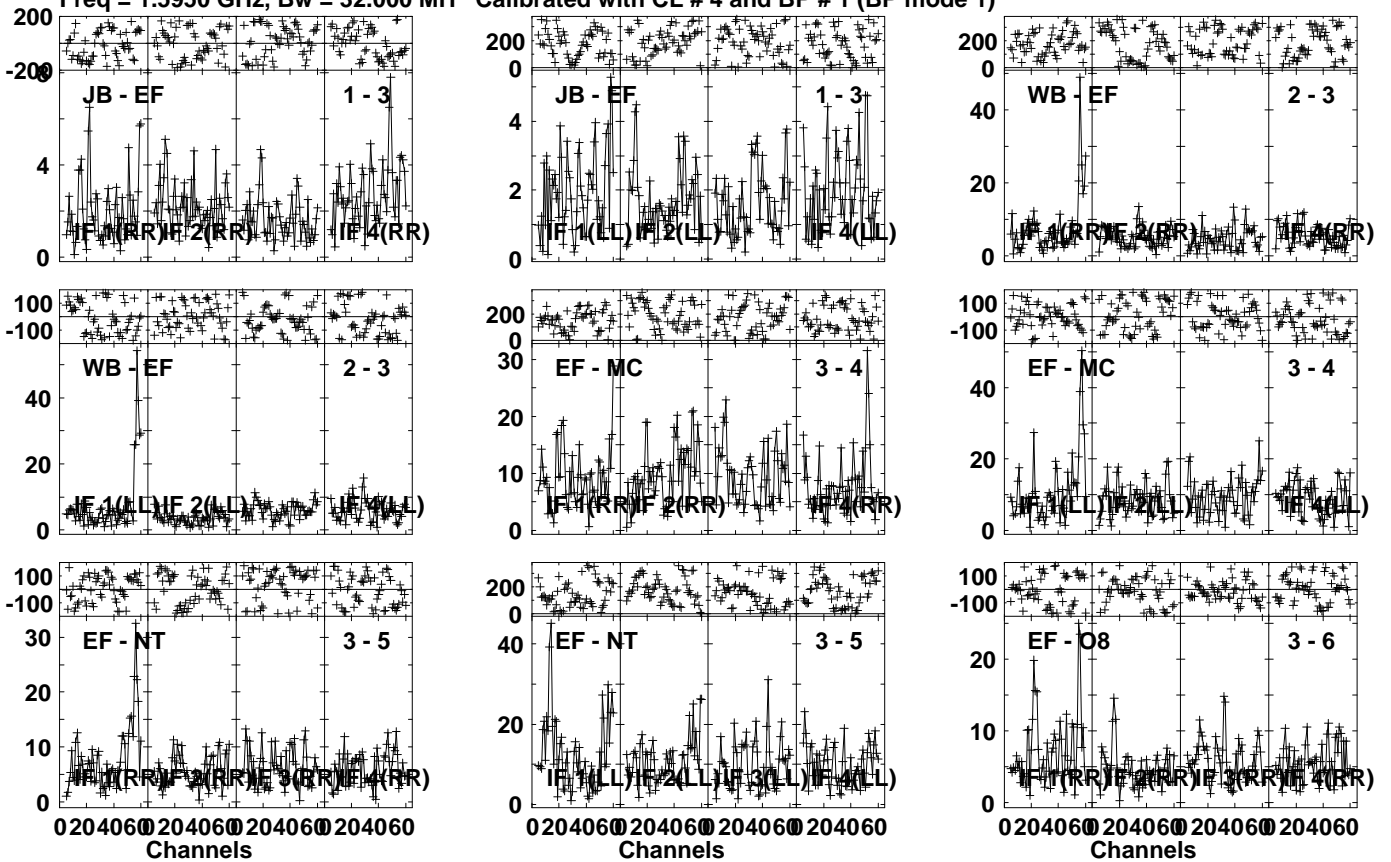 Freq = 1.5950 GHz, Bw = 32.000 MH Calibrated with CL # 4 and BP # 1 (BP mode 1)
200
-200
200
0
200
0
JB - EF 1 - 3
8
4
0
IF 1(RR) IF 2(RR) IF 4(RR)
JB - EF 1 - 3
4
2
0
IF 1(LL) IF 2(LL) IF 4(LL)
WB - EF 2 - 3
40
20
0
IF 1(RR) IF 2(RR) IF 4(RR)
100
-100
200
0
100
-100
WB - EF 2 - 3
40
20
0
IF 1(LL) IF 2(LL) IF 4(LL)
EF - MC 3 - 4
30
20
10
0
IF 1(RR) IF 2(RR) IF 4(RR)
EF - MC 3 - 4
40
20
0
IF 1(LL) IF 2(LL) IF 4(LL)
100
-100
200
0
100
-100
EF - NT 3 - 5
30
20
10
0
IF 1(RR) IF 2(RR) IF 3(RR) IF 4(RR)
EF - NT 3 - 5
40
20
0
IF 1(LL) IF 2(LL) IF 3(LL) IF 4(LL)
EF - O8 3 - 6
20
10
0
IF 1(RR) IF 2(RR) IF 3(RR) IF 4(RR)
0 20 40 60 0 20 40 60 0 20 40 60 0 20 40 60
Channels
0 20 40 60 0 20 40 60 0 20 40 60 0 20 40 60
Channels
0 20 40 60 0 20 40 60 0 20 40 60 0 20 40 60
Channels